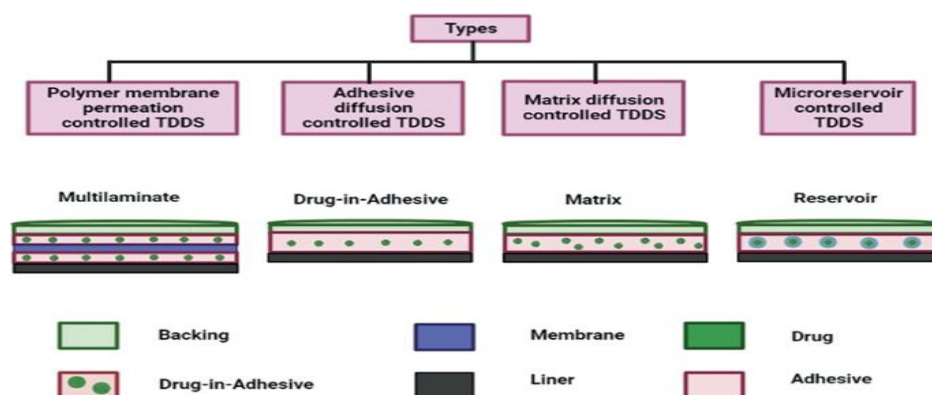 Types
Polymer membrane
permeation
controlled TDDS
Adhesive
diffusion
controlled TDDS
Matrix diffusion
controlled TDDS
Microreservoir
controlled
TDDS
Multilaminate
Drug-in-Adhesive
Matrix
Reservoir
Backing
Membrane
Drug
Drug-in-Adhesive
Liner
Adhesive